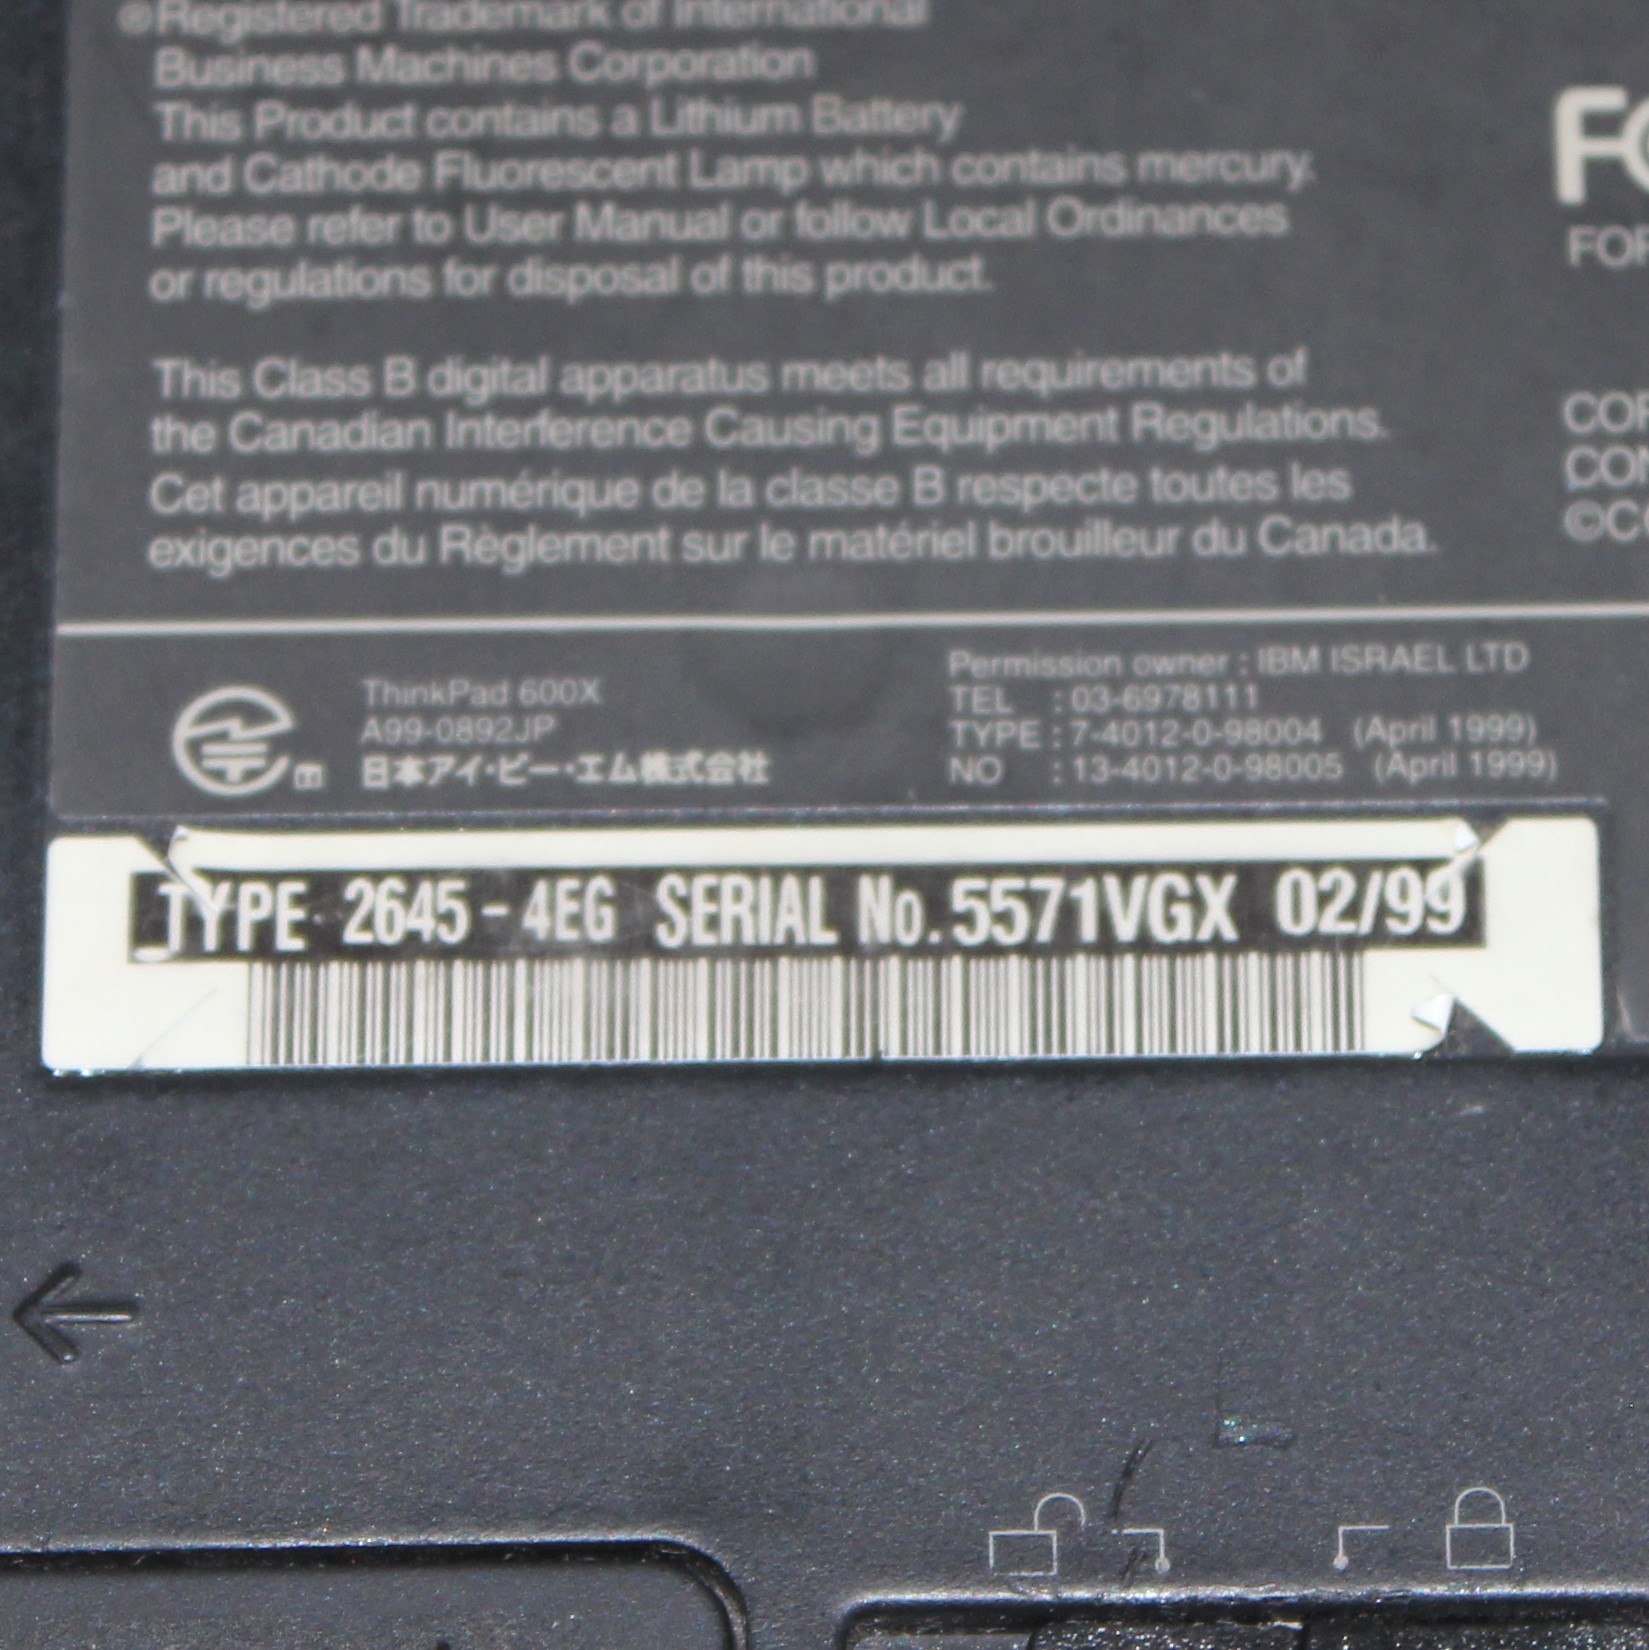 ®Registered Trademark of International
Business Machines Corporation
This Product contains a Lithium Battery
and Cathode Fluorescent Lamp which contains mercury.
Please refer to User Manual or follow Local Ordinances
or regulations for disposal of this product.
This Class B digital apparatus meets all requirements of
the Canadian Interference Causing Equipment Regulations.
Cet appareil numérique de la classe B respecte toutes les
exigences du Règlement sur le matériel brouilleur du Canada.
ThinkPad 600X
A99-0892JP
日本アイ・ビー・エム株式会社
Permission owner : IBM ISRAEL LTD
TEL : 03-6978111
TYPE : 7-4012-0-98004 (April 1999)
NO : 13-4012-0-98005 (April 1999)
TYPE 2645-4EG SERIAL No. 5571VGX 02/99